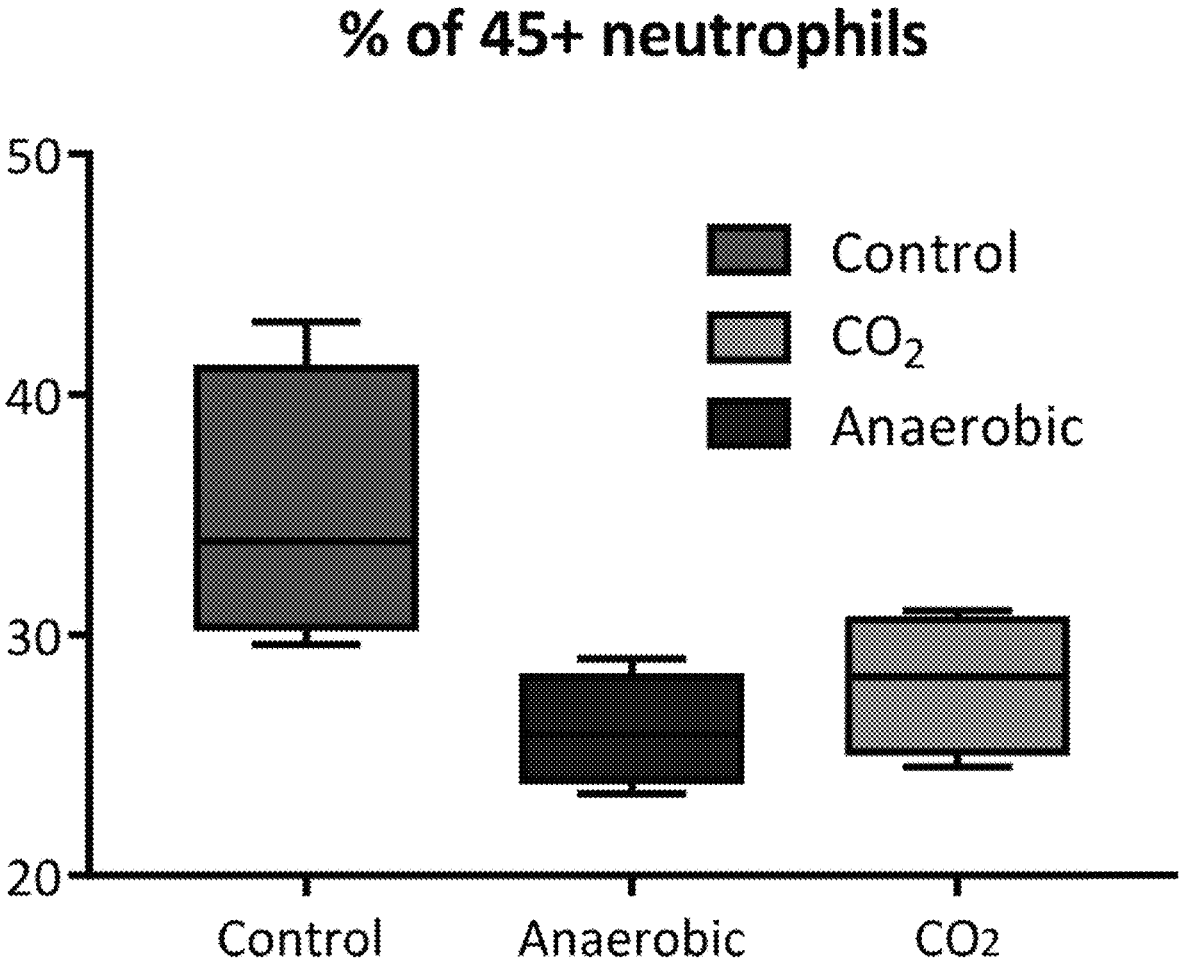 % of 45+ neutrophils
50
40
30
20
Control
CO₂
Anaerobic
Control Anaerobic CO2